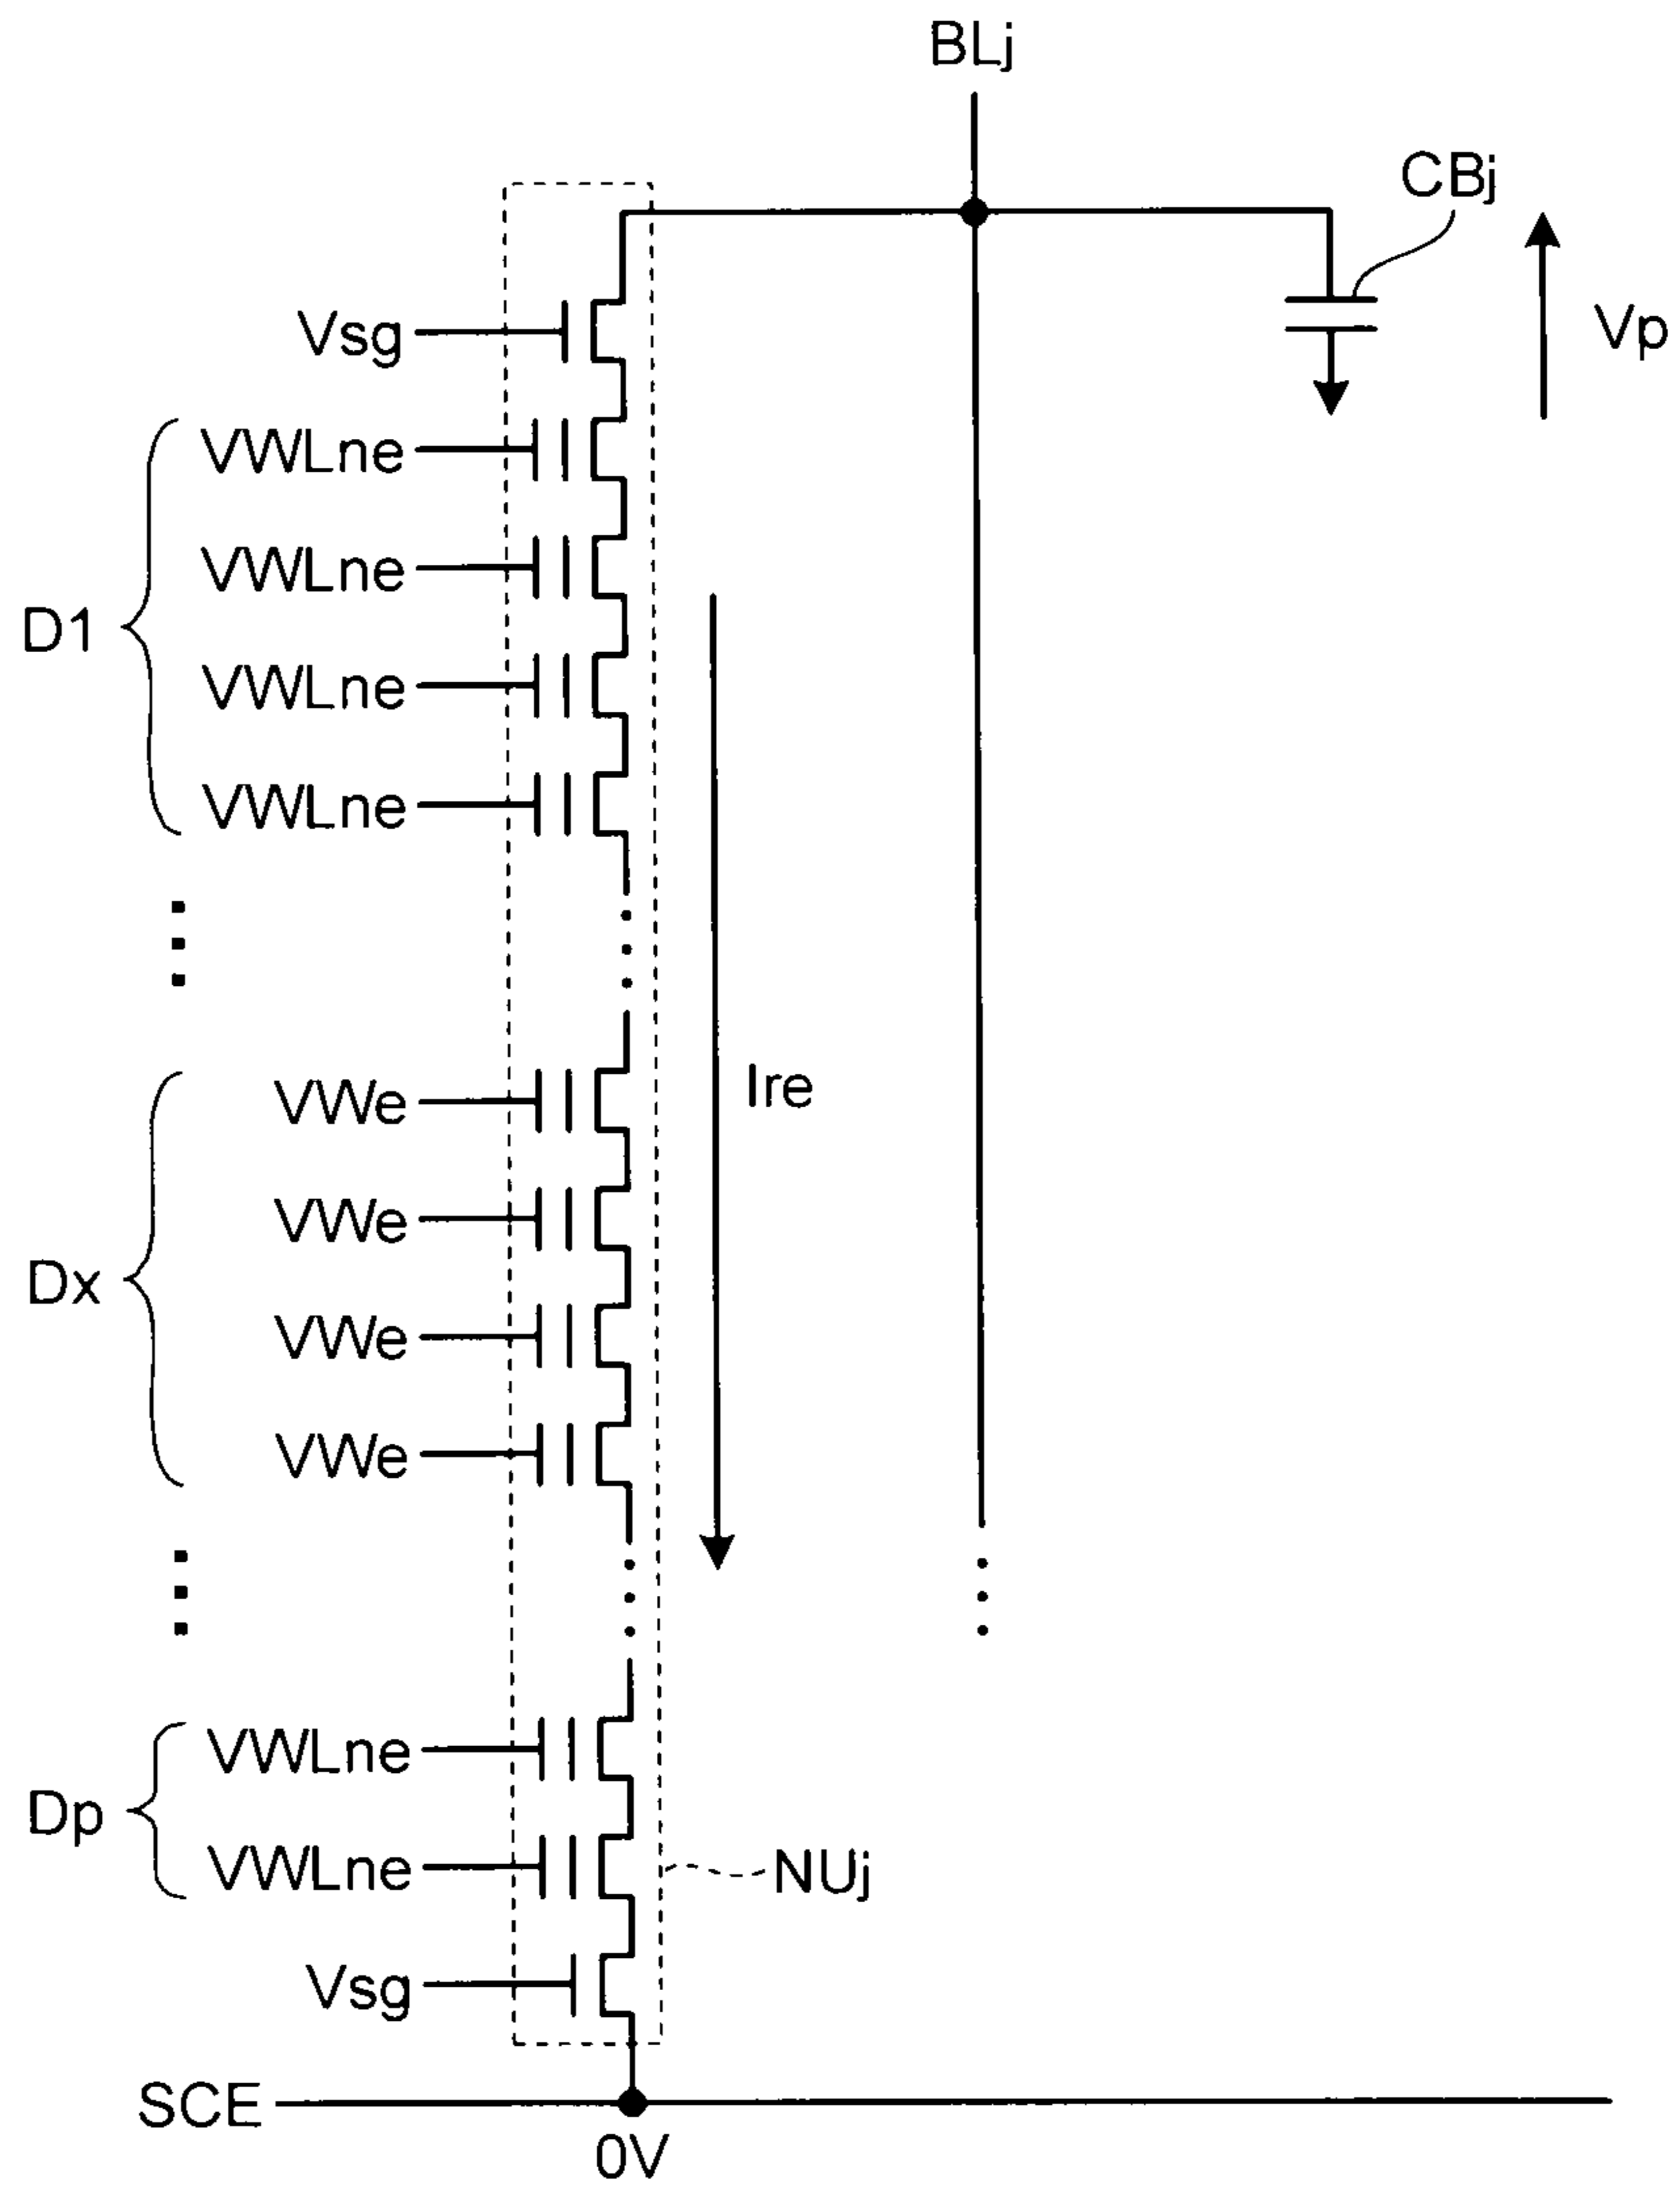 BLj
CBj
Vp
Vsg
VWLne
VWLne
D1
VWLne
VWLne
VWe
Ire
VWe
Dx
VWe
VWe
VWLne
Dp
VWLne
NUj
Vsg
SCE
0V